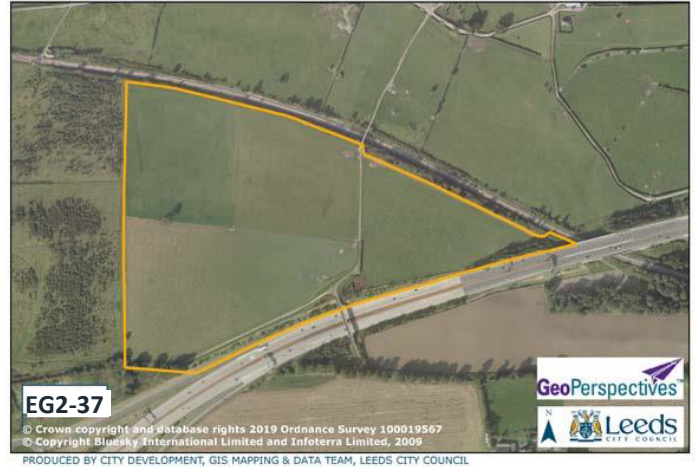 EG2-37
© Crown copyright and database rights 2019 Ordnance Survey 100019567
© Copyright Bluesky International Limited and Infoterra Limited, 2009
GeoPerspectives™
N
Leeds
CITY COUNCIL
PRODUCED BY CITY DEVELOPMENT, GIS MAPPING & DATA TEAM, LEEDS CITY COUNCIL